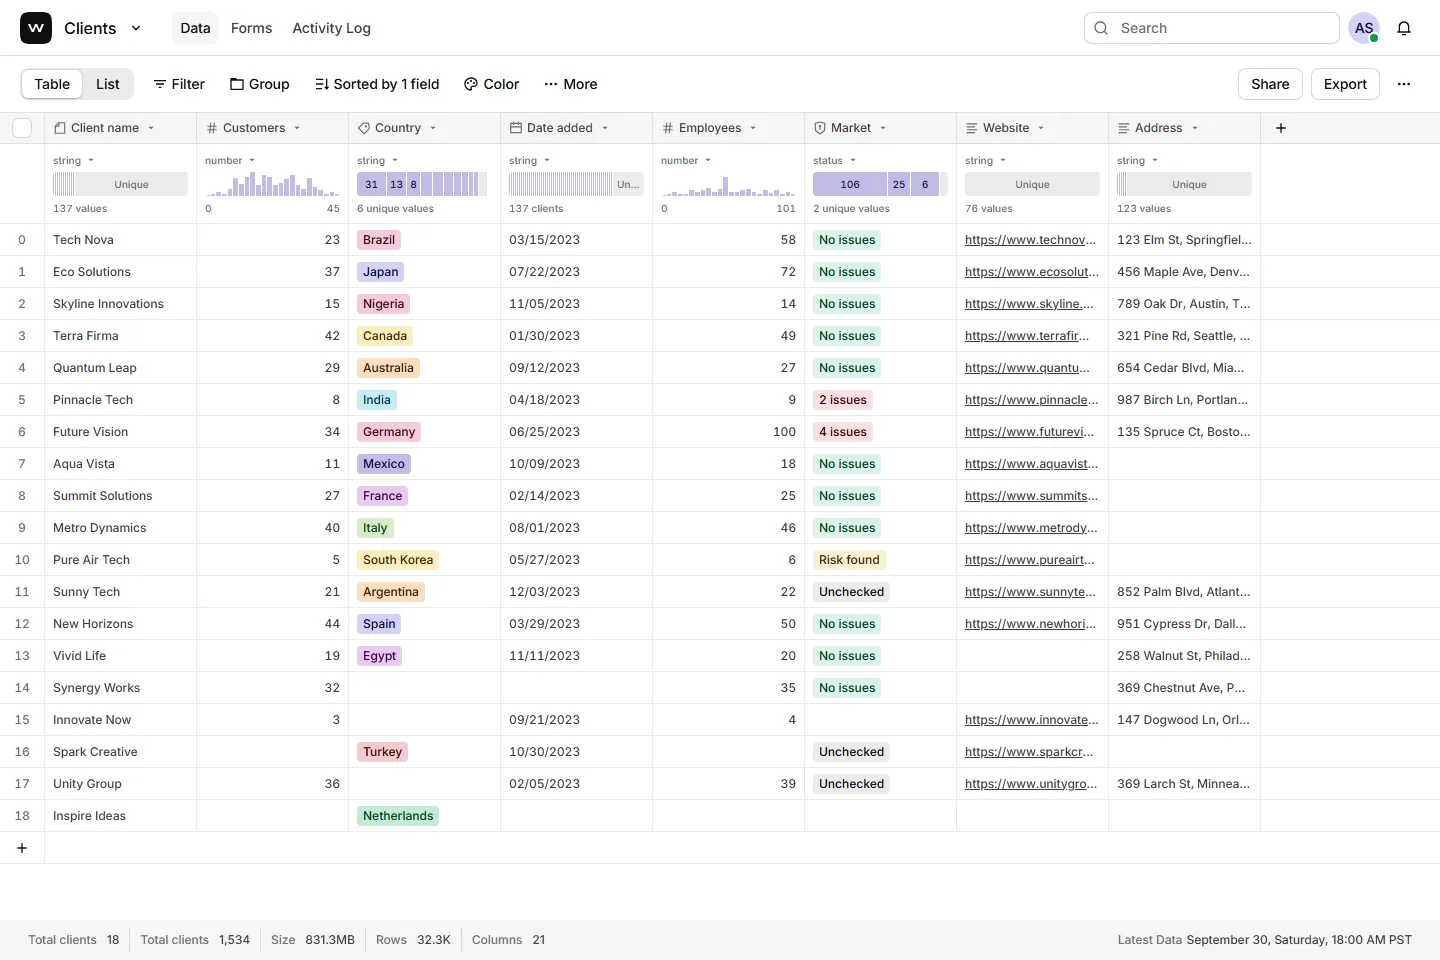 W Clients Data Forms Activity Log Search AS
Table List Filter Group Sorted by 1 field Color More Share Export
Client name # Customers Country Date added # Employees Market Website Address
string number string string number status string string
Unique 31 13 8 Un... 106 25 6 Unique Unique
137 values 0 45 6 unique values 137 clients 0 101 2 unique values 76 values 123 values
0 Tech Nova 23 Brazil 03/15/2023 58 No issues https://www.technov... 123 Elm St, Springfiel...
1 Eco Solutions 37 Japan 07/22/2023 72 No issues https://www.ecosolut... 456 Maple Ave, Denv...
2 Skyline Innovations 15 Nigeria 11/05/2023 14 No issues https://www.skyline.... 789 Oak Dr, Austin, T...
3 Terra Firma 42 Canada 01/30/2023 49 No issues https://www.terrafir... 321 Pine Rd, Seattle, ...
4 Quantum Leap 29 Australia 09/12/2023 27 No issues https://www.quantu... 654 Cedar Blvd, Mia...
5 Pinnacle Tech 8 India 04/18/2023 9 2 issues https://www.pinnacle... 987 Birch Ln, Portlan...
6 Future Vision 34 Germany 06/25/2023 100 4 issues https://www.futurevi... 135 Spruce Ct, Bosto...
7 Aqua Vista 11 Mexico 10/09/2023 18 No issues https://www.aquavist...
8 Summit Solutions 27 France 02/14/2023 25 No issues https://www.summits...
9 Metro Dynamics 40 Italy 08/01/2023 46 No issues https://www.metrody...
10 Pure Air Tech 5 South Korea 05/27/2023 6 Risk found https://www.pureairt...
11 Sunny Tech 21 Argentina 12/03/2023 22 Unchecked https://www.sunnyte... 852 Palm Blvd, Atlant...
12 New Horizons 44 Spain 03/29/2023 50 No issues https://www.newhori... 951 Cypress Dr, Dall...
13 Vivid Life 19 Egypt 11/11/2023 20 No issues 258 Walnut St, Philad...
14 Synergy Works 32 35 No issues 369 Chestnut Ave, P...
15 Innovate Now 3 09/21/2023 4 https://www.innovate... 147 Dogwood Ln, Orl...
16 Spark Creative Turkey 10/30/2023 Unchecked https://www.sparkcr...
17 Unity Group 36 02/05/2023 39 Unchecked https://www.unitygro... 369 Larch St, Minnea...
18 Inspire Ideas Netherlands
Total clients 18 Total clients 1,534 Size 831.3MB Rows 32.3K Columns 21 Latest Data September 30, Saturday, 18:00 AM PST